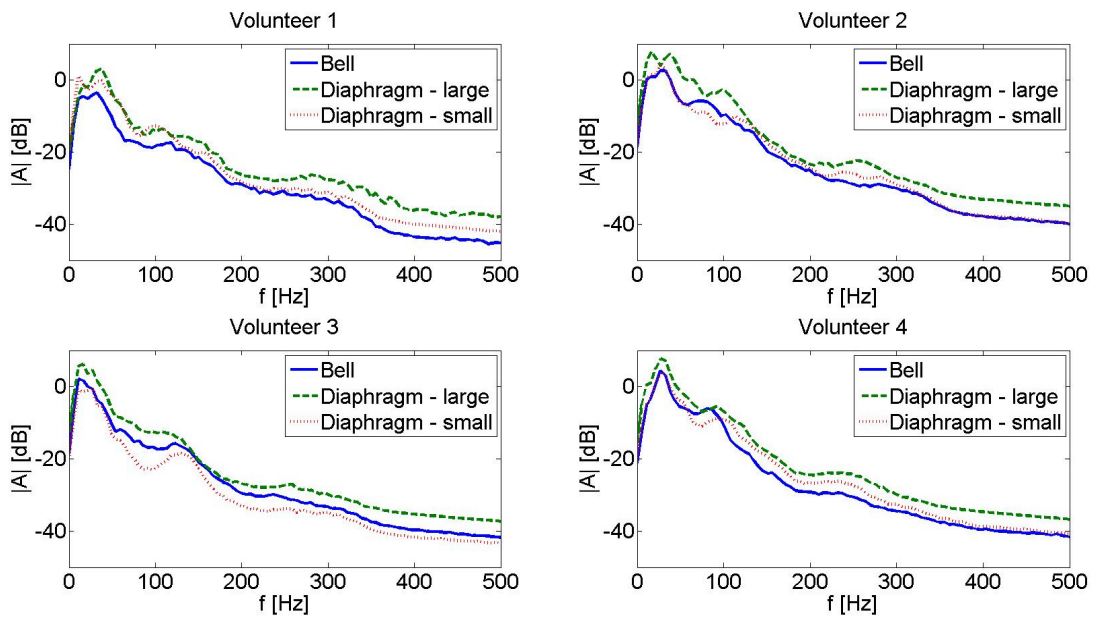 Volunteer 1
0
-20
-40
|A| [dB]
Bell
Diaphragm - large
Diaphragm - small
0 100 200 300 400 500
f [Hz]
Volunteer 2
0
-20
-40
|A| [dB]
Bell
Diaphragm - large
Diaphragm - small
0 100 200 300 400 500
f [Hz]
Volunteer 3
0
-20
-40
|A| [dB]
Bell
Diaphragm - large
Diaphragm - small
0 100 200 300 400 500
f [Hz]
Volunteer 4
0
-20
-40
|A| [dB]
Bell
Diaphragm - large
Diaphragm - small
0 100 200 300 400 500
f [Hz]